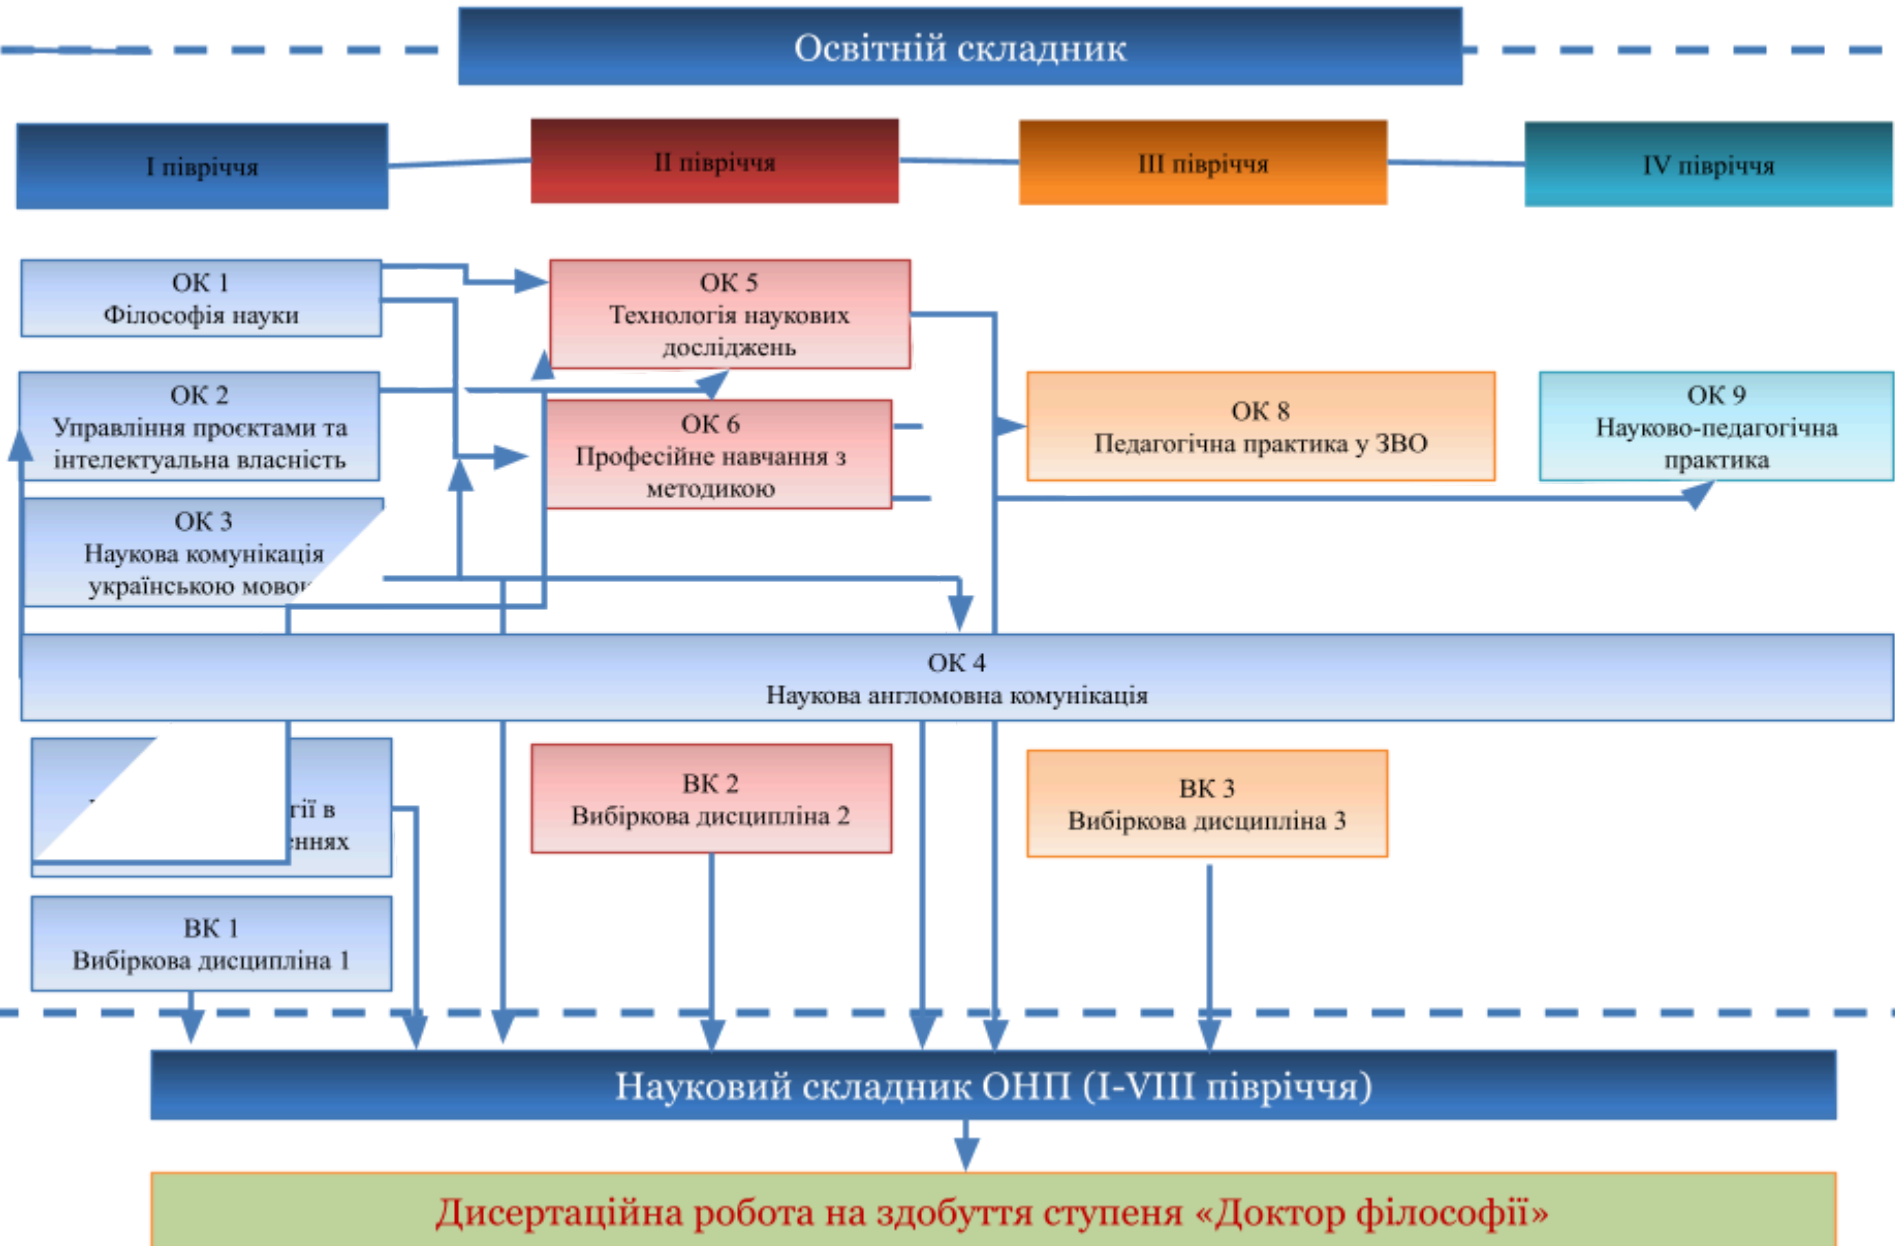 Освітній складник
I півріччя
II півріччя
III півріччя
IV півріччя
ОК 1
Філософія науки
ОК 2
Управління проєктами та
інтелектуальна власність
ОК 3
Наукова комунікація
українською
ОК 5
Технологія наукових
досліджень
ОК 6
Професійне навчання з
методикою
ОК 8
Педагогічна практика у ЗВО
ОК 9
Науково-педагогічна
практика
ОК 4
Наукова англомовна комунікація
в
ВК 1
Вибіркова дисципліна 1
ВК 2
Вибіркова дисципліна 2
ВК 3
Вибіркова дисципліна 3
Науковий складник ОНП (I-VIII півріччя)
Дисертаційна робота на здобуття ступеня «Доктор філософії»